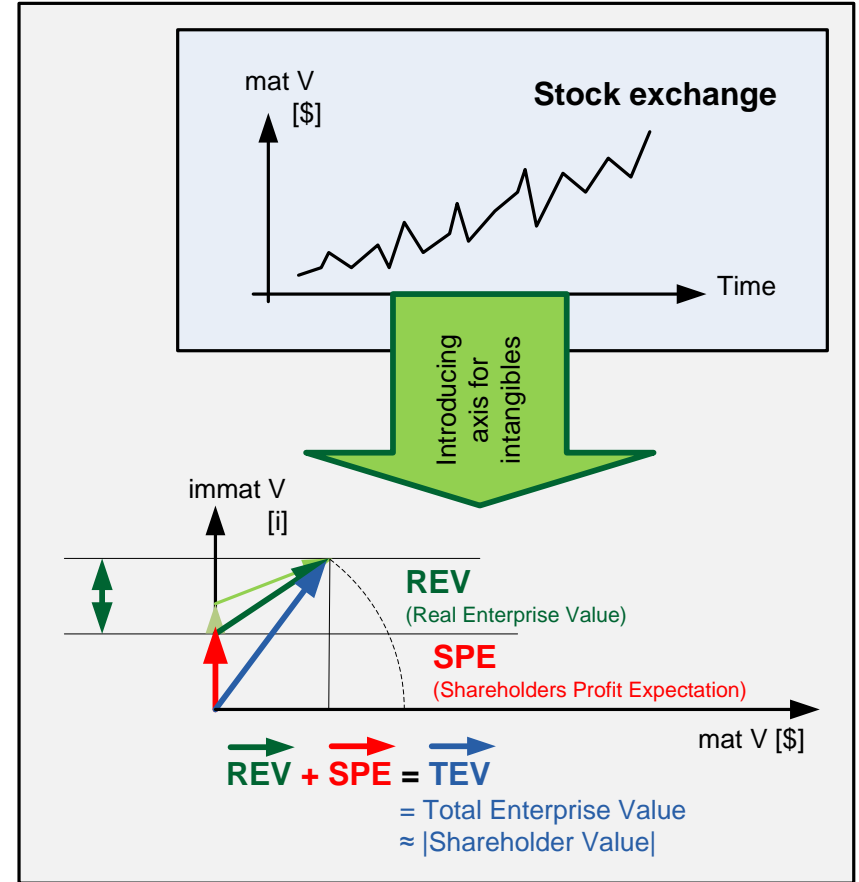 mat V
[$]
Stock exchange
Time
Introducing
axis for
intangibles
immat V
[i]
REV
(Real Enterprise Value)
SPE
(Shareholders Profit Expectation)
mat V [$]
REV + SPE = TEV
= Total Enterprise Value
≈ |Shareholder Value|